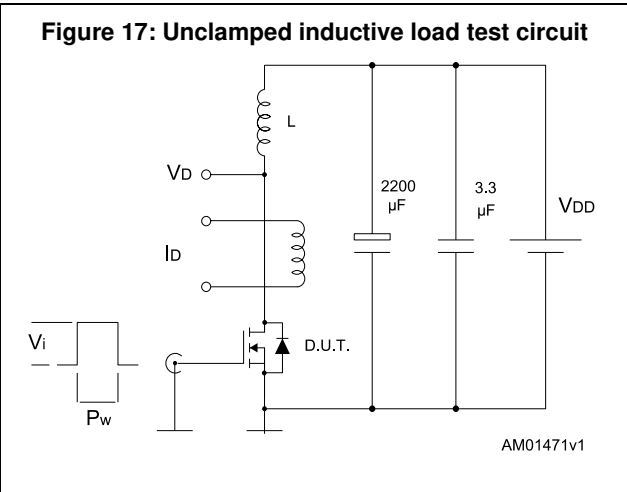 Figure 17: Unclamped inductive load test circuit
L
VD
2200
µF
3.3
µF
VDD
ID
Vi
D.U.T.
Pw
AM01471v1